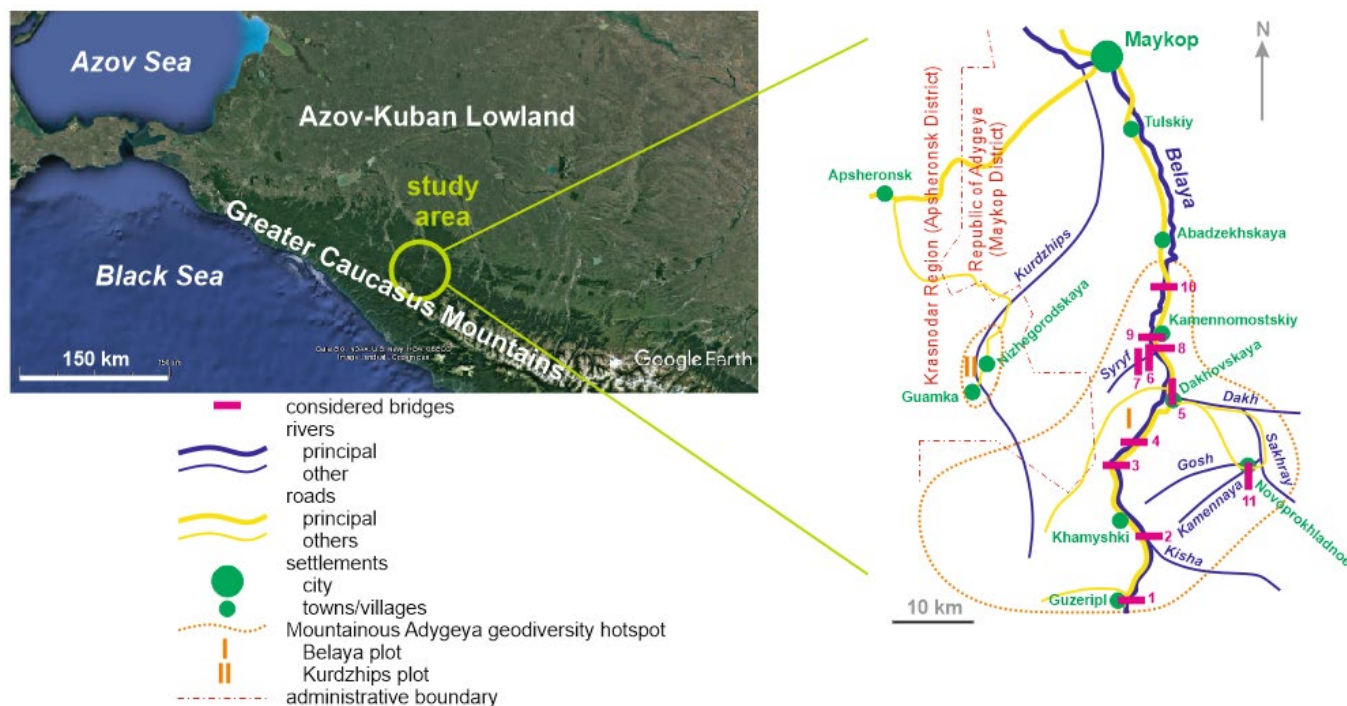 Azov Sea
Azov-Kuban Lowland
study
area
Greater Caucasus Mountains
Black Sea
150 km
Google Earth
considered bridges
rivers
principal
other
roads
principal
others
settlements
city
towns/villages
Mountainous Adygeya geodiversity hotspot
Belaya plot
Kurdzhips plot
administrative boundary
Maykop
N
Tulskiy
Belaya
Apsheronsk
Krasnodar Region (Apsheronsk District)
Republic of Adygeya
(Maykop District)
Kurdzhips
Abadzekhskaya
10
Kamennomostskiy
9
8
Nizhegorodskaya
Syryf
7
6
Dakhovskaya
Guamka
Dakh
5
4
Sakhray
Gosh
3
Novoprokhladnoe
Kamennaya
11
Khamyshki
2
Kisha
Guzeripl
1
10 km